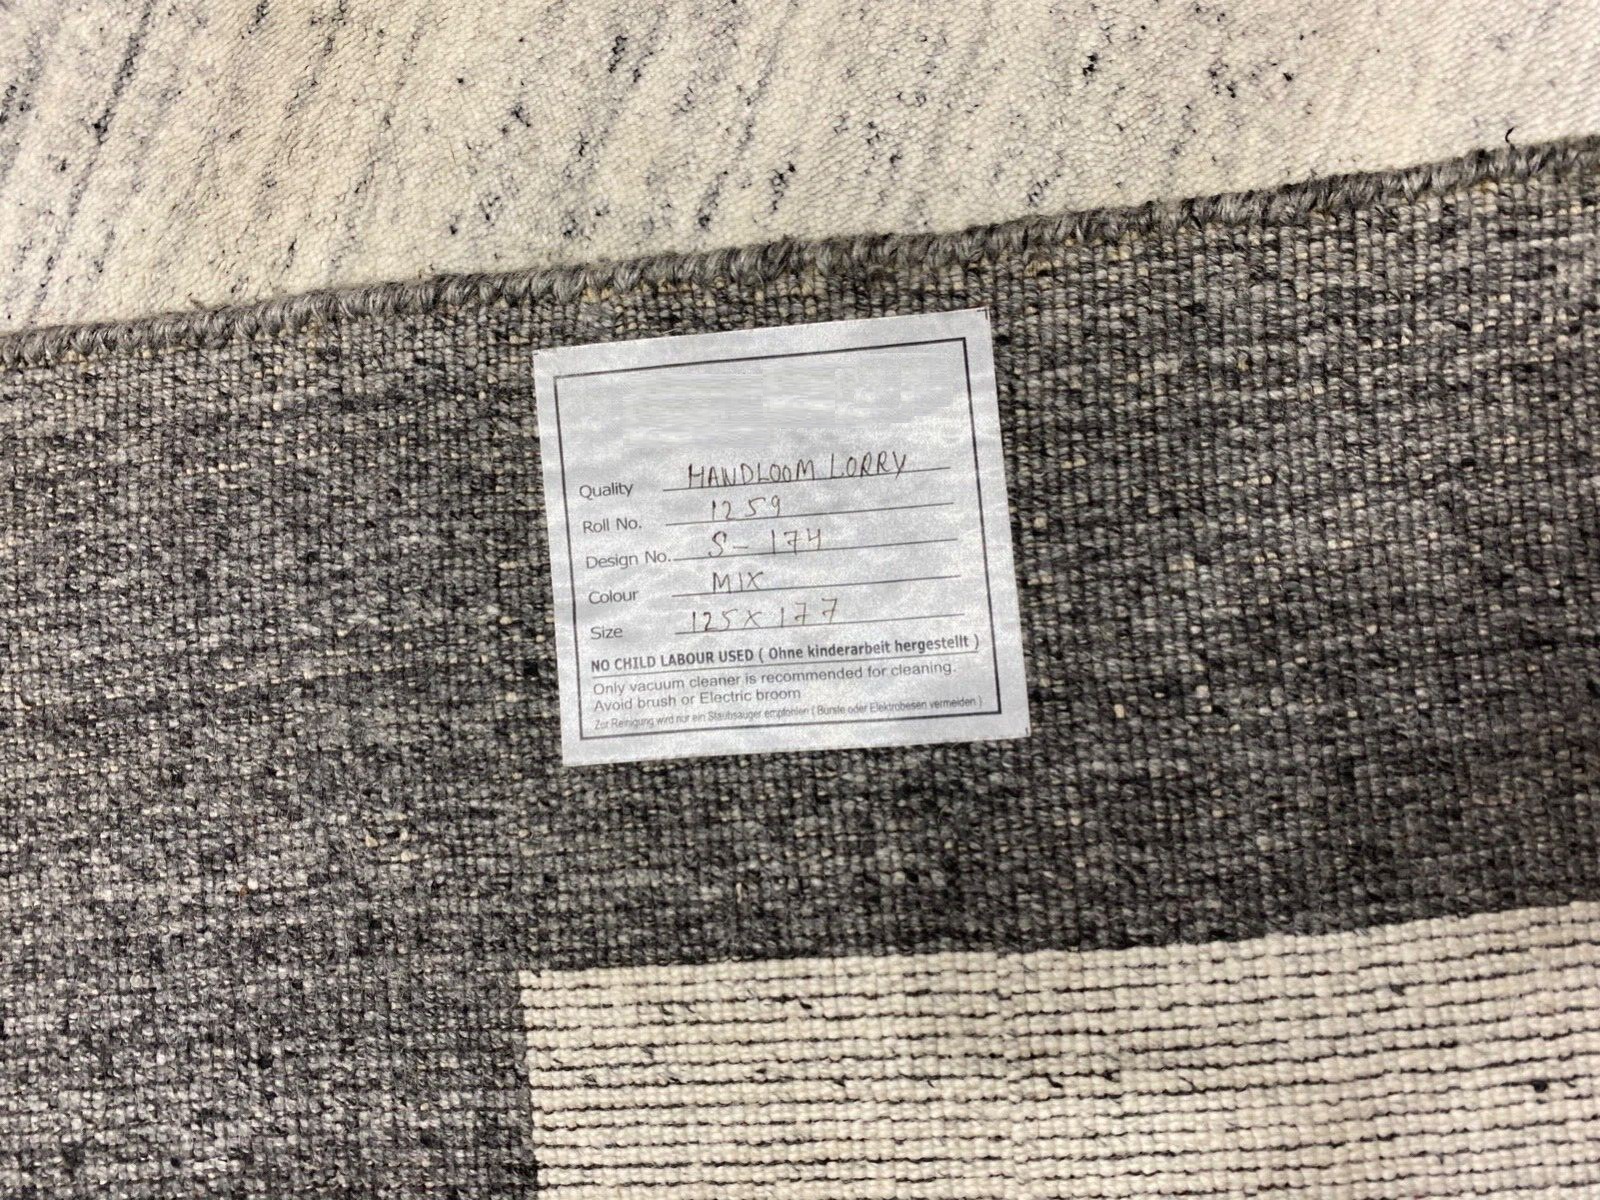 Quality HANDLOOM LORRY
Roll No. 1259
Design No. S-174
Colour MIX
Size 125X177
NO CHILD LABOUR USED ( Ohne kinderarbeit hergestellt )
Only vacuum cleaner is recommended for cleaning.
Avoid brush or Electric broom
Zur Reinigung wird nur ein Staubsauger empfohlen ( Burste oder Elektrobesen vermeiden )